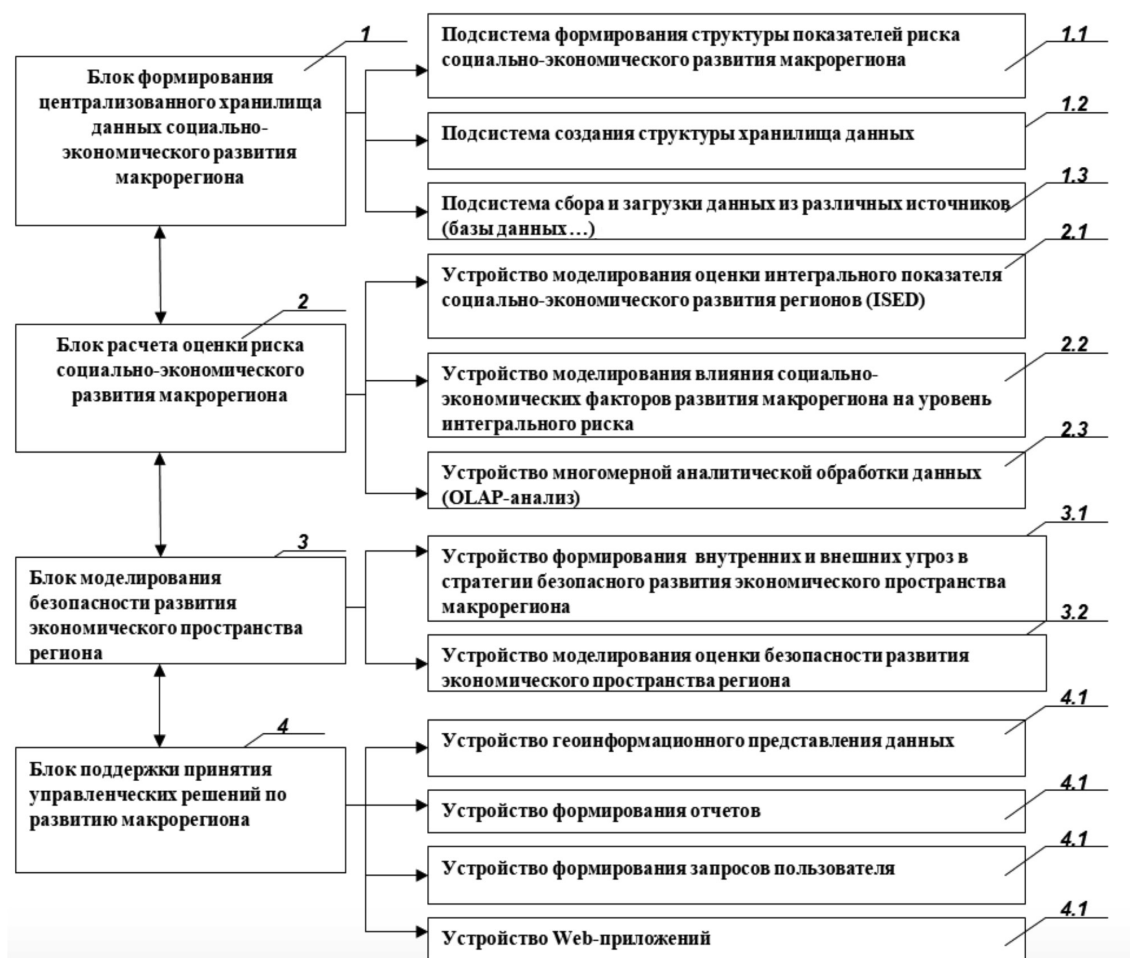 1
Блок формирования
централизованного хранилища
данных социально-
экономического развития
макрорегиона
1.1
Подсистема формирования структуры показателей риска
социально-экономического развития макрорегиона
1.2
Подсистема создания структуры хранилища данных
1.3
Подсистема сбора и загрузки данных из различных источников
(базы данных…)
2
Блок расчета оценки риска
социально-экономического
развития макрорегиона
2.1
Устройство моделирования оценки интегрального показателя
социально-экономического развития регионов (ISED)
2.2
Устройство моделирования влияния социально-
экономических факторов развития макрорегиона на уровень
интегрального риска
2.3
Устройство многомерной аналитической обработки данных
(OLAP-анализ)
3
Блок моделирования
безопасности развития
экономического пространства
региона
3.1
Устройство формирования внутренних и внешних угроз в
стратегии безопасного развития экономического пространства
макрорегиона
3.2
Устройство моделирования оценки безопасности развития
экономического пространства региона
4
Блок поддержки принятия
управленческих решений по
развитию макрорегиона
4.1
Устройство геоинформационного представления данных
4.1
Устройство формирования отчетов
4.1
Устройство формирования запросов пользователя
4.1
Устройство Web-приложений